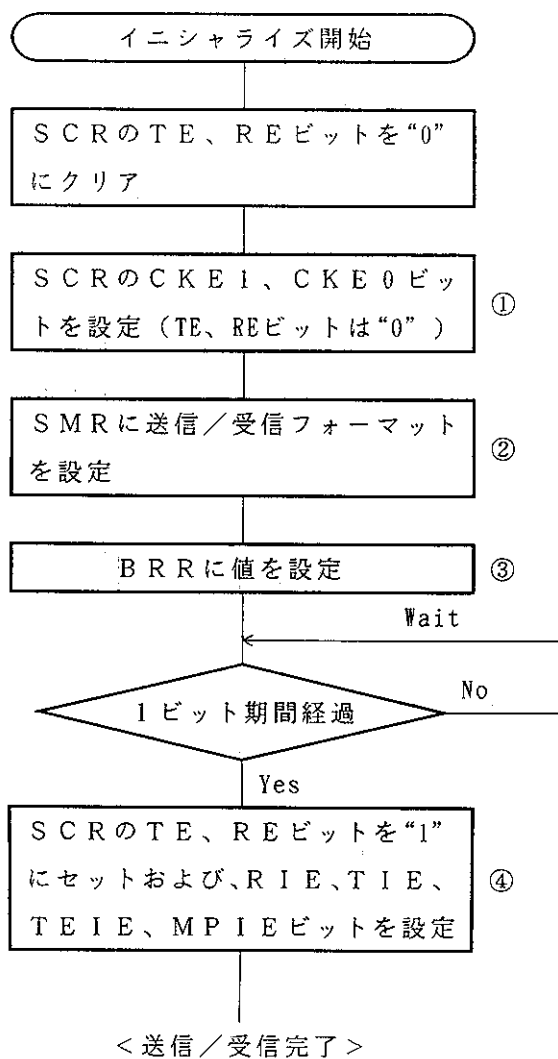 イニシャライズ開始
SCRのTE、REビットを“0”
にクリア
SCRのCKE1、CKE0ビッ
トを設定（TE、REビットは“0”）
①
SMRに送信／受信フォーマット
を設定
②
BRRに値を設定
③
Wait
1ビット期間経過
No
Yes
SCRのTE、REビットを“1”
にセットおよび、RIE、TIE、
TEIE、MPIEビットを設定
④
＜送信／受信完了＞